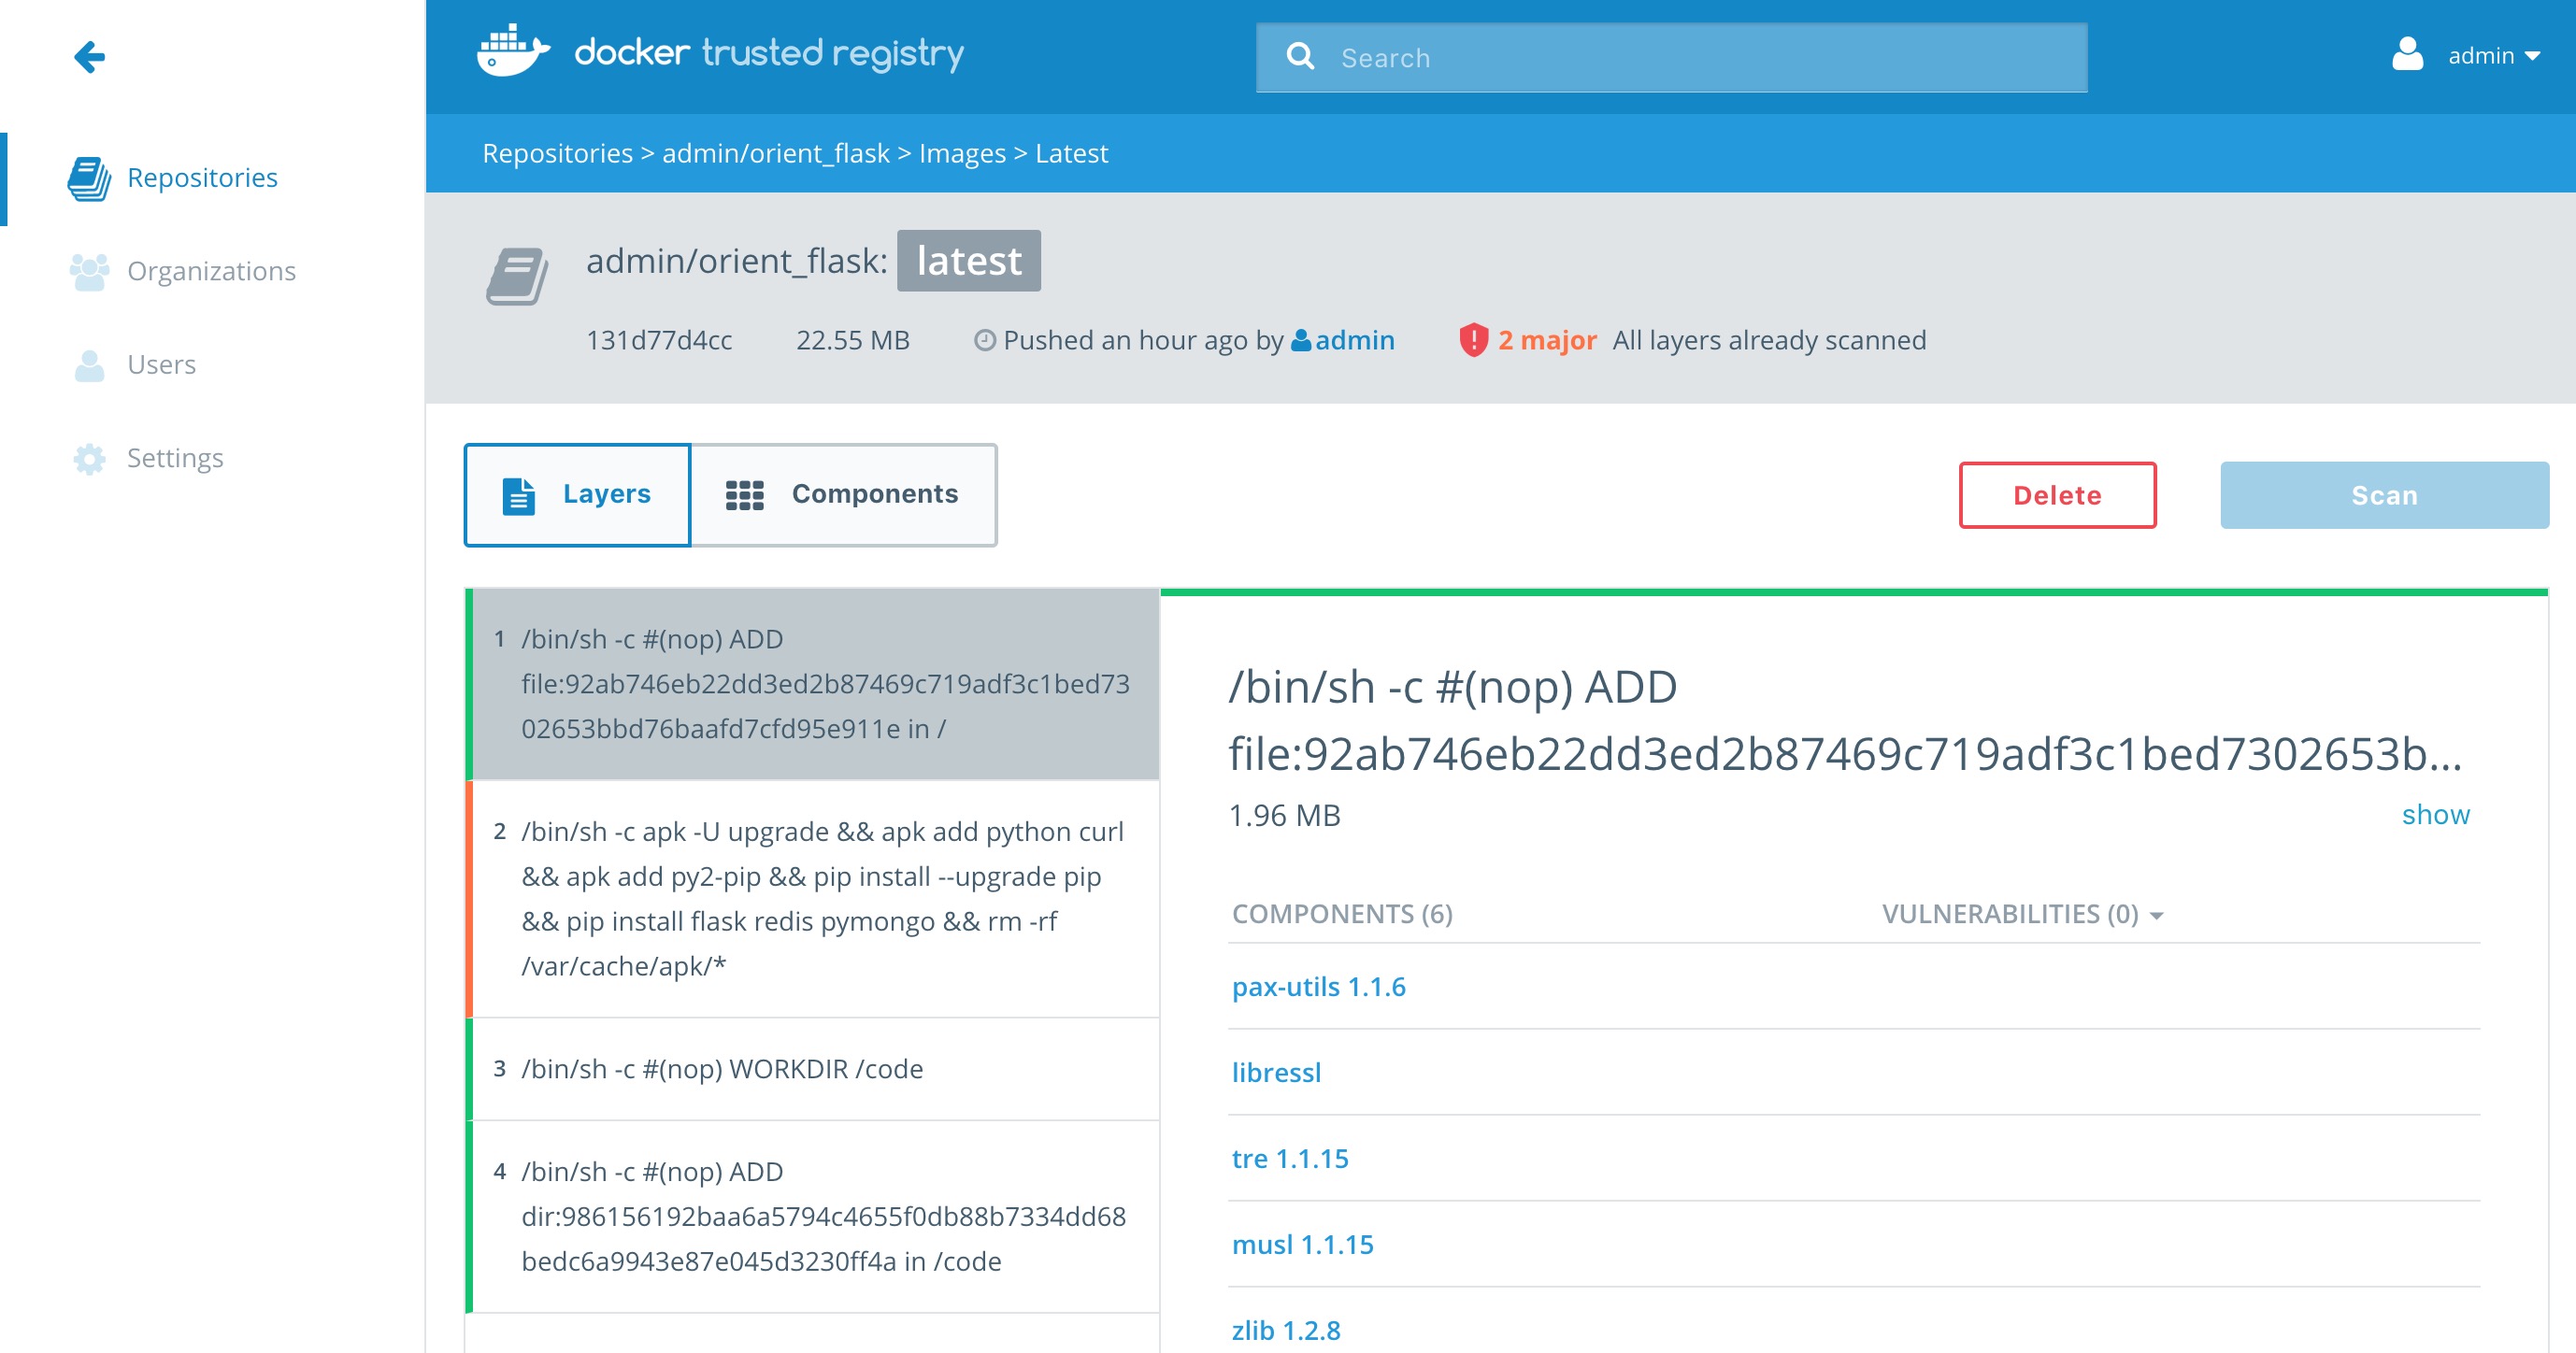 docker trusted registry
Search
admin
Repositories > admin/orient_flask > Images > Latest
Repositories
Organizations
Users
Settings
admin/orient_flask: latest
131d77d4cc 22.55 MB Pushed an hour ago by admin 2 major All layers already scanned
Layers
Components
Delete
Scan
1 /bin/sh -c #(nop) ADD
file:92ab746eb22dd3ed2b87469c719adf3c1bed73
02653bbd76baafd7cfd95e911e in /
2 /bin/sh -c apk -U upgrade && apk add python curl
&& apk add py2-pip && pip install --upgrade pip
&& pip install flask redis pymongo && rm -rf
/var/cache/apk/*
3 /bin/sh -c #(nop) WORKDIR /code
4 /bin/sh -c #(nop) ADD
dir:986156192baa6a5794c4655f0db88b7334dd68
bedc6a9943e87e045d3230ff4a in /code
/bin/sh -c #(nop) ADD
file:92ab746eb22dd3ed2b87469c719adf3c1bed7302653b...
1.96 MB
show
COMPONENTS (6) VULNERABILITIES (0)
pax-utils 1.1.6
libressl
tre 1.1.15
musl 1.1.15
zlib 1.2.8